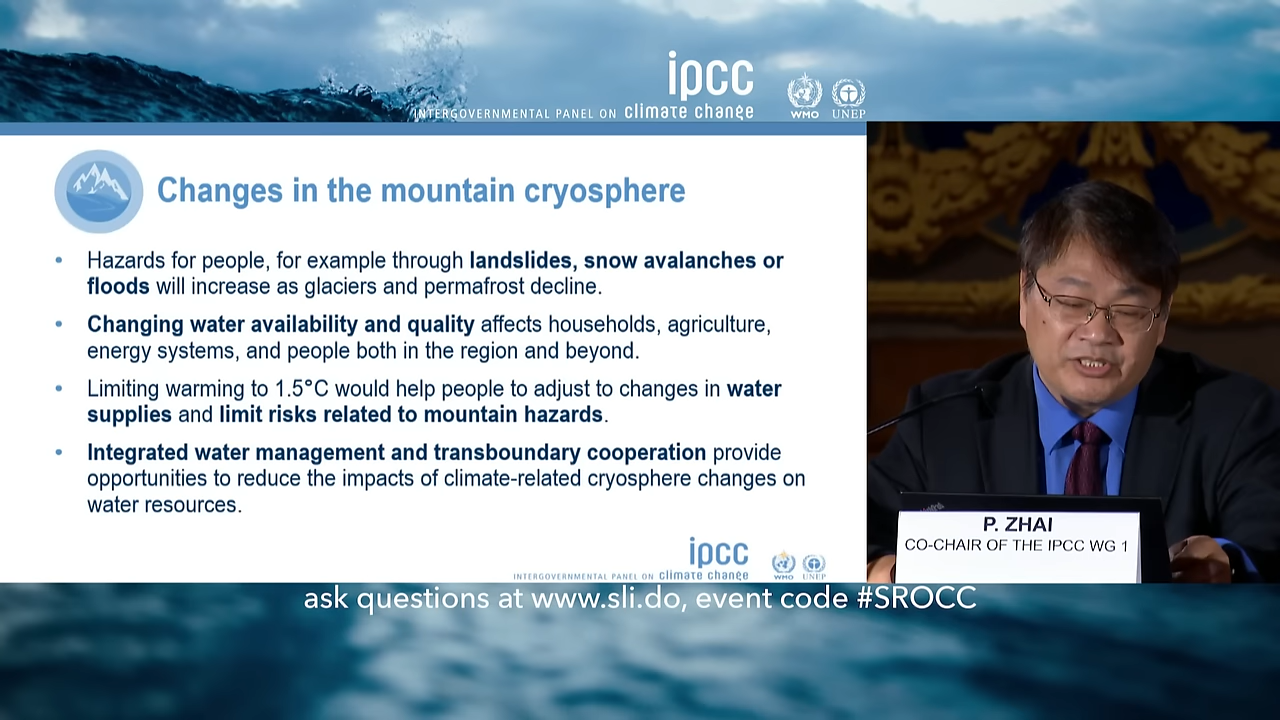 ipcc
INTERGOVERNMENTAL PANEL ON climate change
WMO UNEP
Changes in the mountain cryosphere
• Hazards for people, for example through landslides, snow avalanches or
floods will increase as glaciers and permafrost decline.
• Changing water availability and quality affects households, agriculture,
energy systems, and people both in the region and beyond.
• Limiting warming to 1.5°C would help people to adjust to changes in water
supplies and limit risks related to mountain hazards.
• Integrated water management and transboundary cooperation provide
opportunities to reduce the impacts of climate-related cryosphere changes on
water resources.
ipcc
INTERGOVERNMENTAL PANEL ON climate change
WMO UNEP
P. ZHAI
CO-CHAIR OF THE IPCC WG 1
ask questions at www.sli.do, event code #SROCC